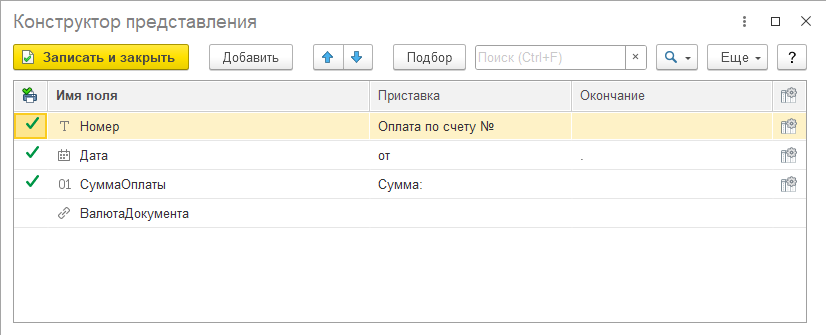 Конструктор представления
Записать и закрыть Добавить Подбор Поиск (Ctrl+F) × Еще ?
Имя поля Приставка Окончание
T Номер Оплата по счету №
Дата от .
01 СуммаОплаты Сумма:
ВалютаДокумента